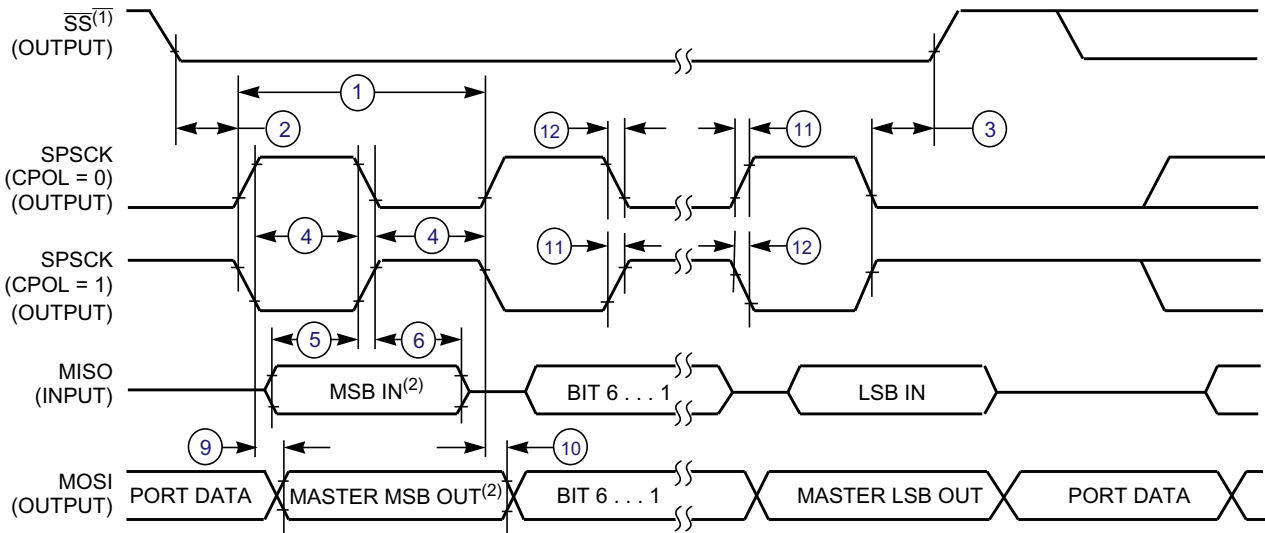 SS(1)
(OUTPUT)
1
2
12
11
3
SPSCK
(CPOL = 0)
(OUTPUT)
4
4
SPSCK
(CPOL = 1)
(OUTPUT)
11
12
5
6
MISO
(INPUT)
MSB IN(2)
BIT 6 . . . 1
LSB IN
9
10
MOSI
(OUTPUT)
PORT DATA
MASTER MSB OUT(2)
BIT 6 . . . 1
MASTER LSB OUT
PORT DATA